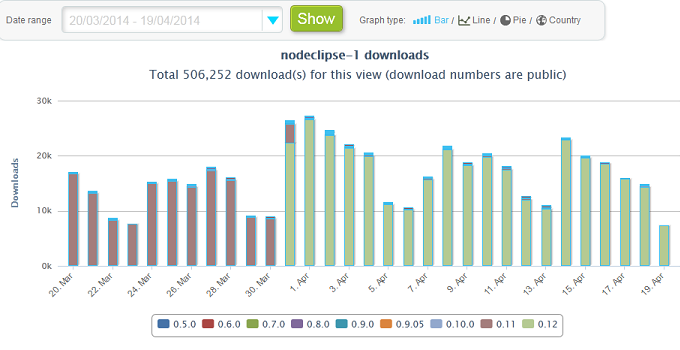 Date range 20/03/2014 - 19/04/2014 Show Graph type: Bar / Line / Pie / Country
nodeclipse-1 downloads
Total 506,252 download(s) for this view (download numbers are public)
Downloads
30k
20k
10k
0k
20. Mar 22. Mar 24. Mar 26. Mar 28. Mar 30. Mar 1. Apr 3. Apr 5. Apr 7. Apr 9. Apr 11. Apr 13. Apr 15. Apr 17. Apr 19. Apr
0.5.0 0.6.0 0.7.0 0.8.0 0.9.0 0.9.05 0.10.0 0.11 0.12